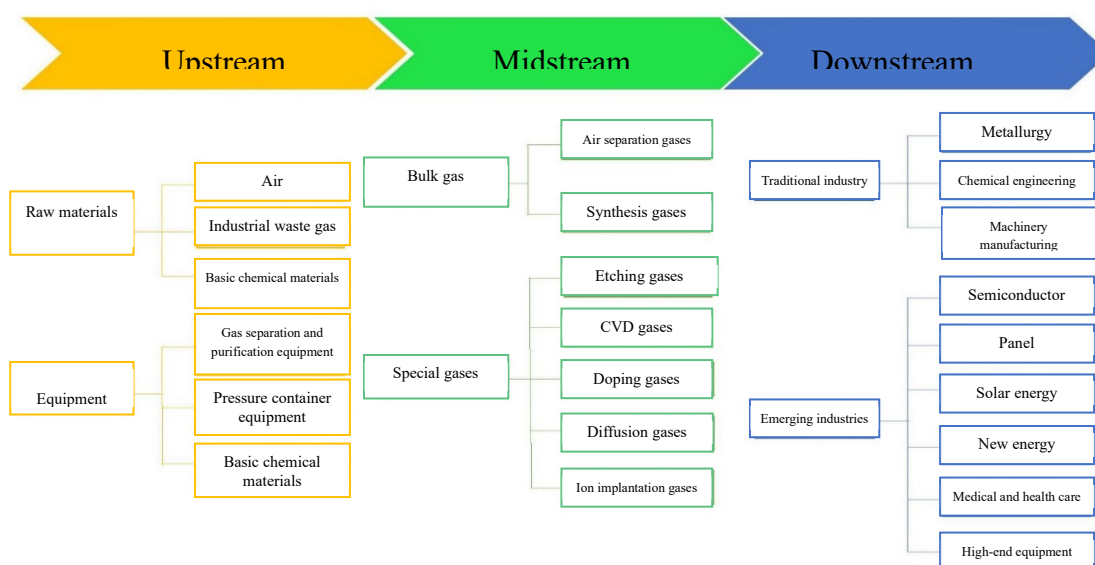 Upstream
Midstream
Downstream
Raw materials
Air
Industrial waste gas
Basic chemical materials
Equipment
Gas separation and
purification equipment
Pressure container
equipment
Basic chemical
materials
Bulk gas
Air separation gases
Synthesis gases
Special gases
Etching gases
CVD gases
Doping gases
Diffusion gases
Ion implantation gases
Traditional industry
Metallurgy
Chemical engineering
Machinery
manufacturing
Emerging industries
Semiconductor
Panel
Solar energy
New energy
Medical and health care
High-end equipment